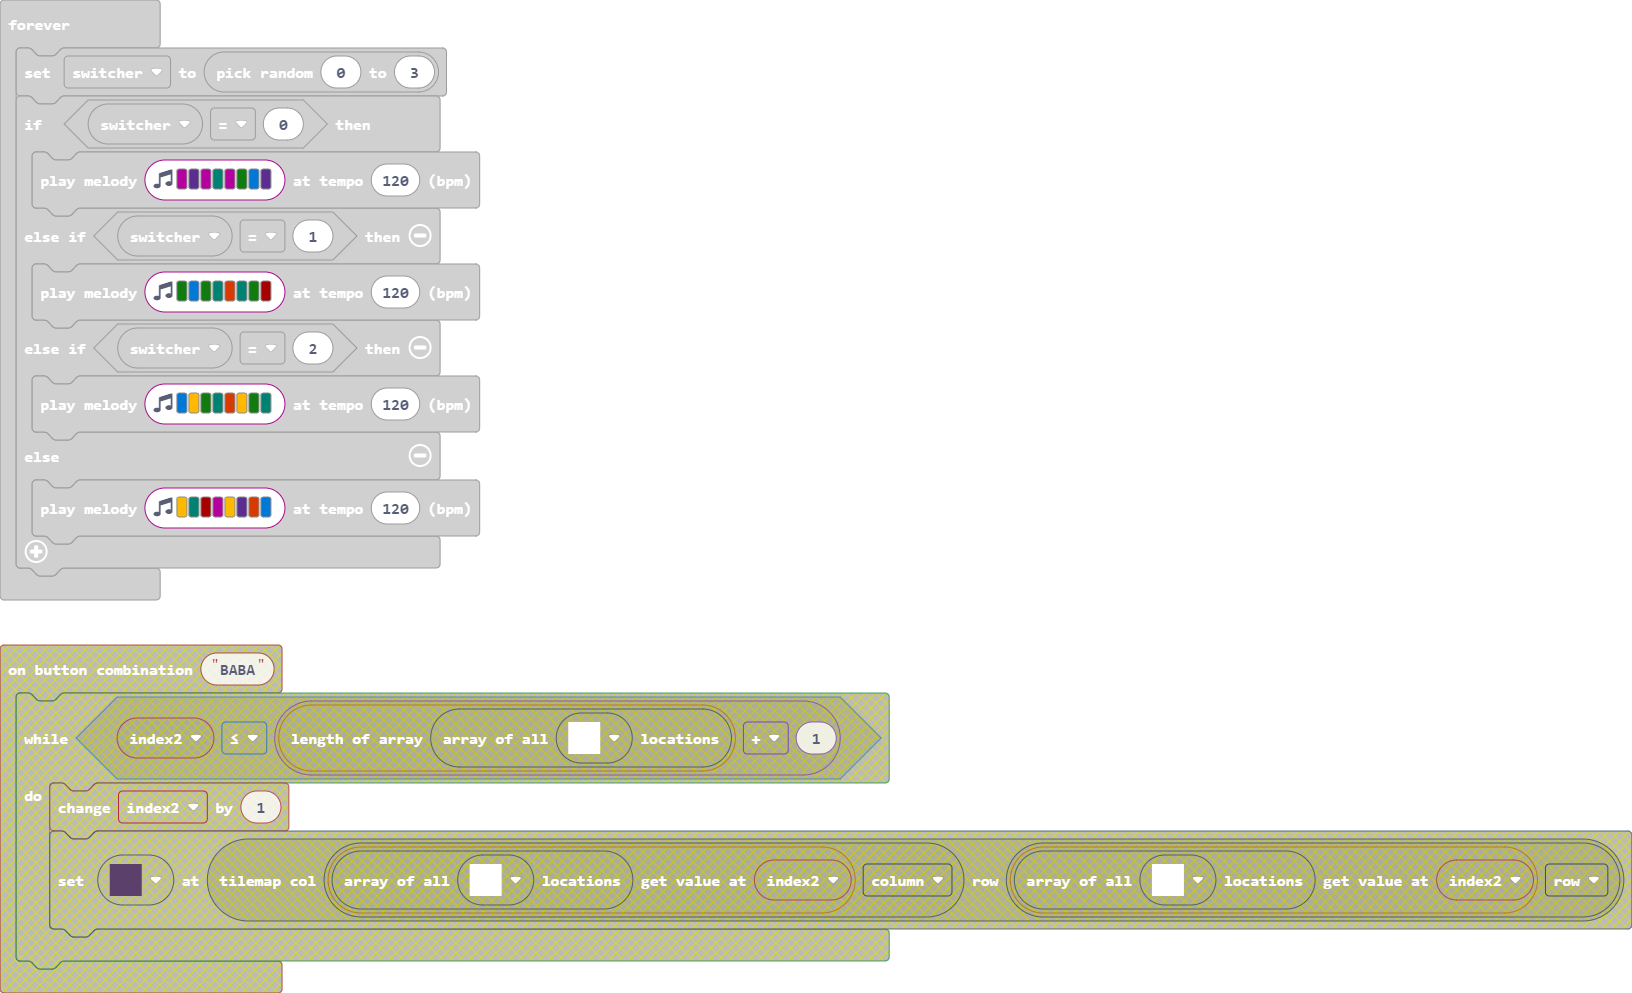 forever
set switcher to pick random 0 to 3
if switcher = 0 then
play melody at tempo 120 (bpm)
else if switcher = 1 then
play melody at tempo 120 (bpm)
else if switcher = 2 then
play melody at tempo 120 (bpm)
else
play melody at tempo 120 (bpm)
on button combination "BABA"
while index2 ≤ length of array array of all locations + 1
do
change index2 by 1
set at tilemap col array of all locations get value at index2 column row array of all locations get value at index2 row